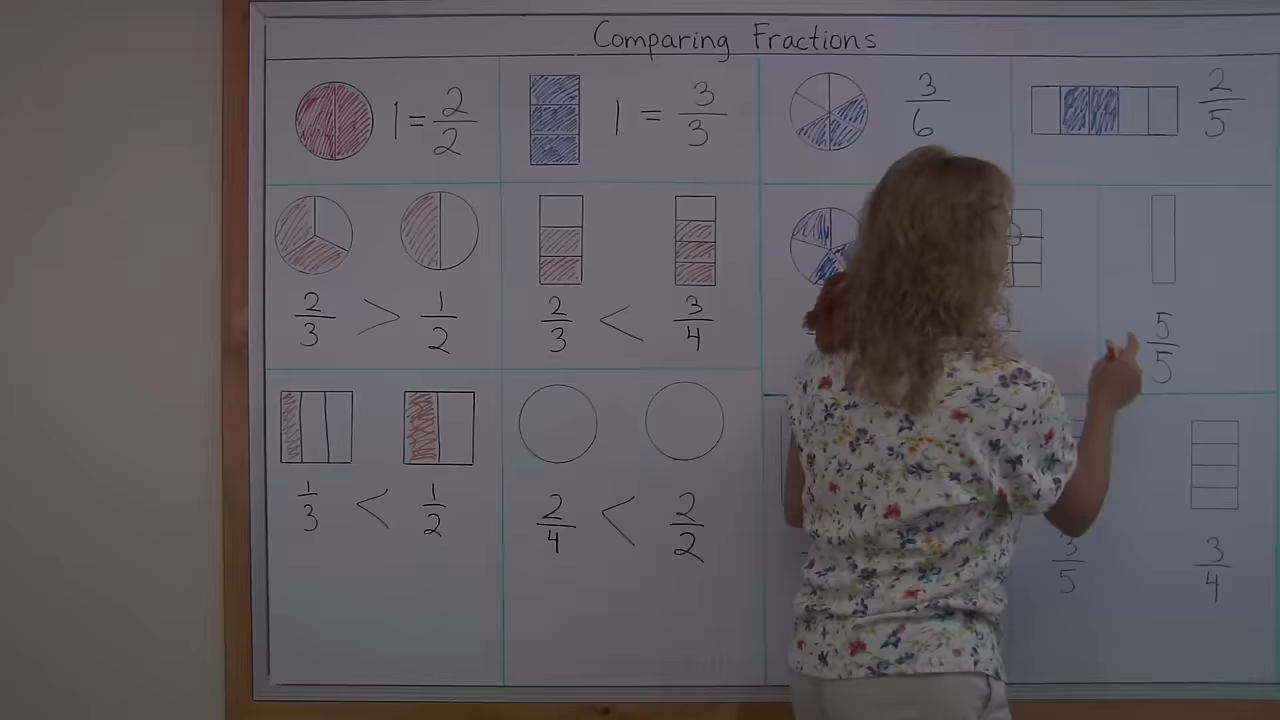 Comparing Fractions
1 = 2/2
1 = 3/3
3/6
2/5
2/3 > 1/2
2/3 < 3/4
5/5
1/3 < 1/2
2/4 < 2/2
3/5
3/4